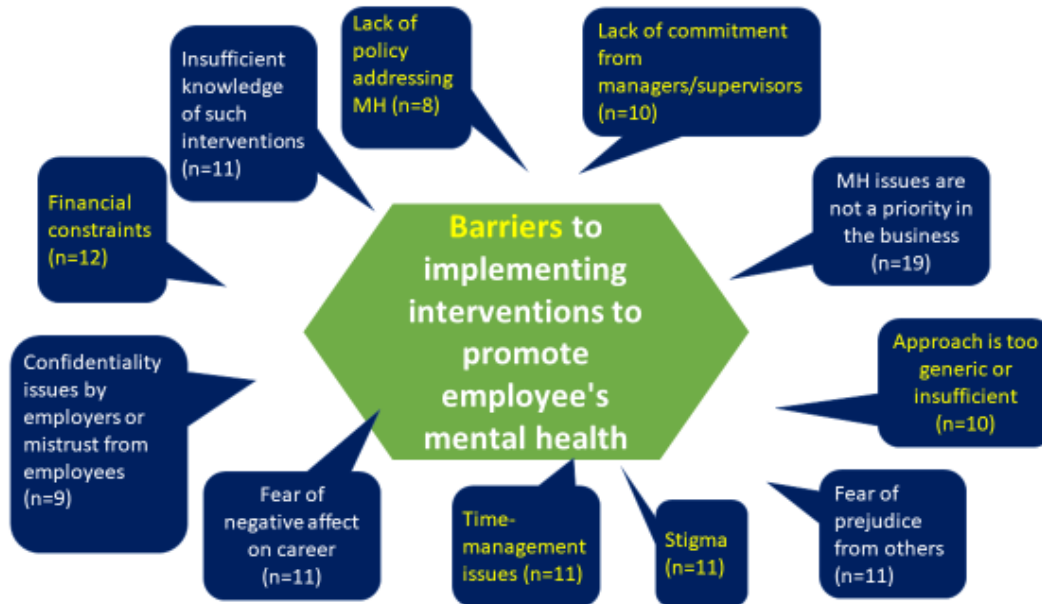 Lack of
policy
addressing
MH (n=8)
Lack of commitment
from
managers/supervisors
(n=10)
Insufficient
knowledge
of such
interventions
(n=11)
MH issues are
not a priority in
the business
(n=19)
Financial
constraints
(n=12)
Barriers to
implementing
interventions to
promote
employee's
mental health
Approach is too
generic or
insufficient
(n=10)
Confidentiality
issues by
employers or
mistrust from
employees
(n=9)
Fear of
negative affect
on career
(n=11)
Time-
management
issues (n=11)
Stigma
(n=11)
Fear of
prejudice
from others
(n=11)